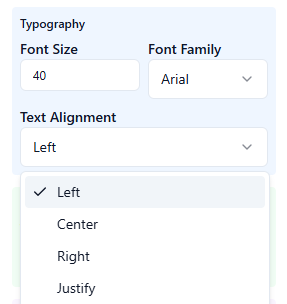 Typography
Font Size Font Family
40 Arial
Text Alignment
Left
Left
Center
Right
Justify